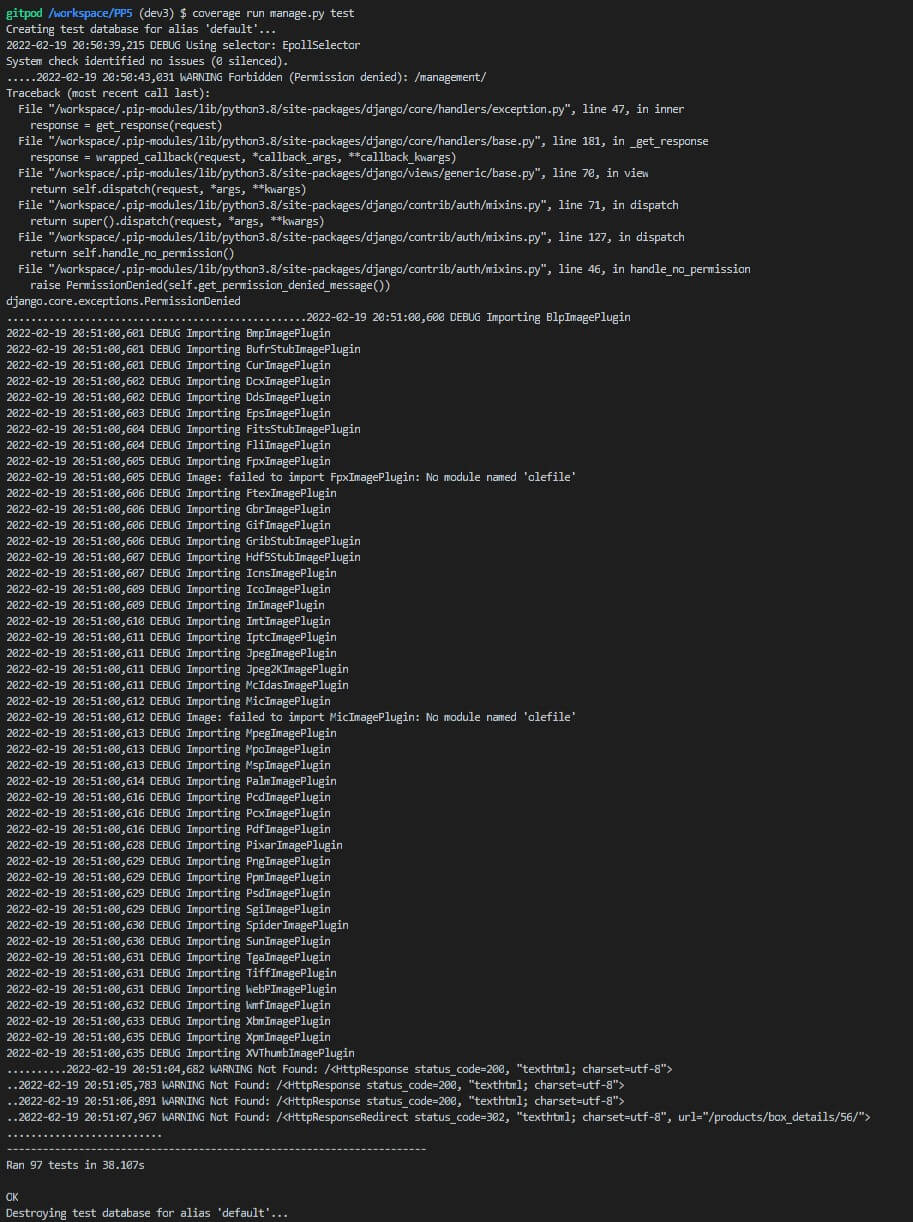 gitpod /workspace/PP5 (dev3) $ coverage run manage.py test
Creating test database for alias 'default'...
2022-02-19 20:50:39,215 DEBUG Using selector: EpollSelector
System check identified no issues (0 silenced).
.....2022-02-19 20:50:43,031 WARNING Forbidden (Permission denied): /management/
Traceback (most recent call last):
  File "/workspace/.pip-modules/lib/python3.8/site-packages/django/core/handlers/exception.py", line 47, in inner
    response = get_response(request)
  File "/workspace/.pip-modules/lib/python3.8/site-packages/django/core/handlers/base.py", line 181, in _get_response
    response = wrapped_callback(request, *callback_args, **callback_kwargs)
  File "/workspace/.pip-modules/lib/python3.8/site-packages/django/views/generic/base.py", line 70, in view
    return self.dispatch(request, *args, **kwargs)
  File "/workspace/.pip-modules/lib/python3.8/site-packages/django/contrib/auth/mixins.py", line 71, in dispatch
    return super().dispatch(request, *args, **kwargs)
  File "/workspace/.pip-modules/lib/python3.8/site-packages/django/contrib/auth/mixins.py", line 127, in dispatch
    return self.handle_no_permission()
  File "/workspace/.pip-modules/lib/python3.8/site-packages/django/contrib/auth/mixins.py", line 46, in handle_no_permission
    raise PermissionDenied(self.get_permission_denied_message())
django.core.exceptions.PermissionDenied
..................................................2022-02-19 20:51:00,600 DEBUG Importing BlpImagePlugin
2022-02-19 20:51:00,601 DEBUG Importing BmpImagePlugin
2022-02-19 20:51:00,601 DEBUG Importing BufrStubImagePlugin
2022-02-19 20:51:00,601 DEBUG Importing CurImagePlugin
2022-02-19 20:51:00,602 DEBUG Importing DcxImagePlugin
2022-02-19 20:51:00,602 DEBUG Importing DdsImagePlugin
2022-02-19 20:51:00,603 DEBUG Importing EpsImagePlugin
2022-02-19 20:51:00,604 DEBUG Importing FitsStubImagePlugin
2022-02-19 20:51:00,604 DEBUG Importing FliImagePlugin
2022-02-19 20:51:00,605 DEBUG Importing FpxImagePlugin
2022-02-19 20:51:00,605 DEBUG Image: failed to import FpxImagePlugin: No module named 'olefile'
2022-02-19 20:51:00,606 DEBUG Importing FtexImagePlugin
2022-02-19 20:51:00,606 DEBUG Importing GbrImagePlugin
2022-02-19 20:51:00,606 DEBUG Importing GifImagePlugin
2022-02-19 20:51:00,606 DEBUG Importing GribStubImagePlugin
2022-02-19 20:51:00,607 DEBUG Importing Hdf5StubImagePlugin
2022-02-19 20:51:00,607 DEBUG Importing IcnsImagePlugin
2022-02-19 20:51:00,609 DEBUG Importing IcoImagePlugin
2022-02-19 20:51:00,609 DEBUG Importing ImImagePlugin
2022-02-19 20:51:00,610 DEBUG Importing ImtImagePlugin
2022-02-19 20:51:00,611 DEBUG Importing IptcImagePlugin
2022-02-19 20:51:00,611 DEBUG Importing JpegImagePlugin
2022-02-19 20:51:00,611 DEBUG Importing Jpeg2KImagePlugin
2022-02-19 20:51:00,611 DEBUG Importing McIdasImagePlugin
2022-02-19 20:51:00,612 DEBUG Importing MicImagePlugin
2022-02-19 20:51:00,612 DEBUG Image: failed to import MicImagePlugin: No module named 'olefile'
2022-02-19 20:51:00,613 DEBUG Importing MpegImagePlugin
2022-02-19 20:51:00,613 DEBUG Importing MpoImagePlugin
2022-02-19 20:51:00,613 DEBUG Importing MspImagePlugin
2022-02-19 20:51:00,614 DEBUG Importing PalmImagePlugin
2022-02-19 20:51:00,616 DEBUG Importing PcdImagePlugin
2022-02-19 20:51:00,616 DEBUG Importing PcxImagePlugin
2022-02-19 20:51:00,616 DEBUG Importing PdfImagePlugin
2022-02-19 20:51:00,628 DEBUG Importing PixarImagePlugin
2022-02-19 20:51:00,629 DEBUG Importing PngImagePlugin
2022-02-19 20:51:00,629 DEBUG Importing PpmImagePlugin
2022-02-19 20:51:00,629 DEBUG Importing PsdImagePlugin
2022-02-19 20:51:00,629 DEBUG Importing SgiImagePlugin
2022-02-19 20:51:00,630 DEBUG Importing SpiderImagePlugin
2022-02-19 20:51:00,630 DEBUG Importing SunImagePlugin
2022-02-19 20:51:00,631 DEBUG Importing TgaImagePlugin
2022-02-19 20:51:00,631 DEBUG Importing TiffImagePlugin
2022-02-19 20:51:00,631 DEBUG Importing WebPImagePlugin
2022-02-19 20:51:00,632 DEBUG Importing WmfImagePlugin
2022-02-19 20:51:00,633 DEBUG Importing XbmImagePlugin
2022-02-19 20:51:00,635 DEBUG Importing XpmImagePlugin
2022-02-19 20:51:00,635 DEBUG Importing XVThumbImagePlugin
..........2022-02-19 20:51:04,682 WARNING Not Found: /<HttpResponse status_code=200, "texthtml; charset=utf-8">
..2022-02-19 20:51:05,783 WARNING Not Found: /<HttpResponse status_code=200, "texthtml; charset=utf-8">
..2022-02-19 20:51:06,891 WARNING Not Found: /<HttpResponse status_code=200, "texthtml; charset=utf-8">
..2022-02-19 20:51:07,967 WARNING Not Found: /<HttpResponseRedirect status_code=302, "texthtml; charset=utf-8", url="/products/box_details/56/">
..........................
----------------------------------------------------------------------
Ran 97 tests in 38.107s
OK
Destroying test database for alias 'default'...